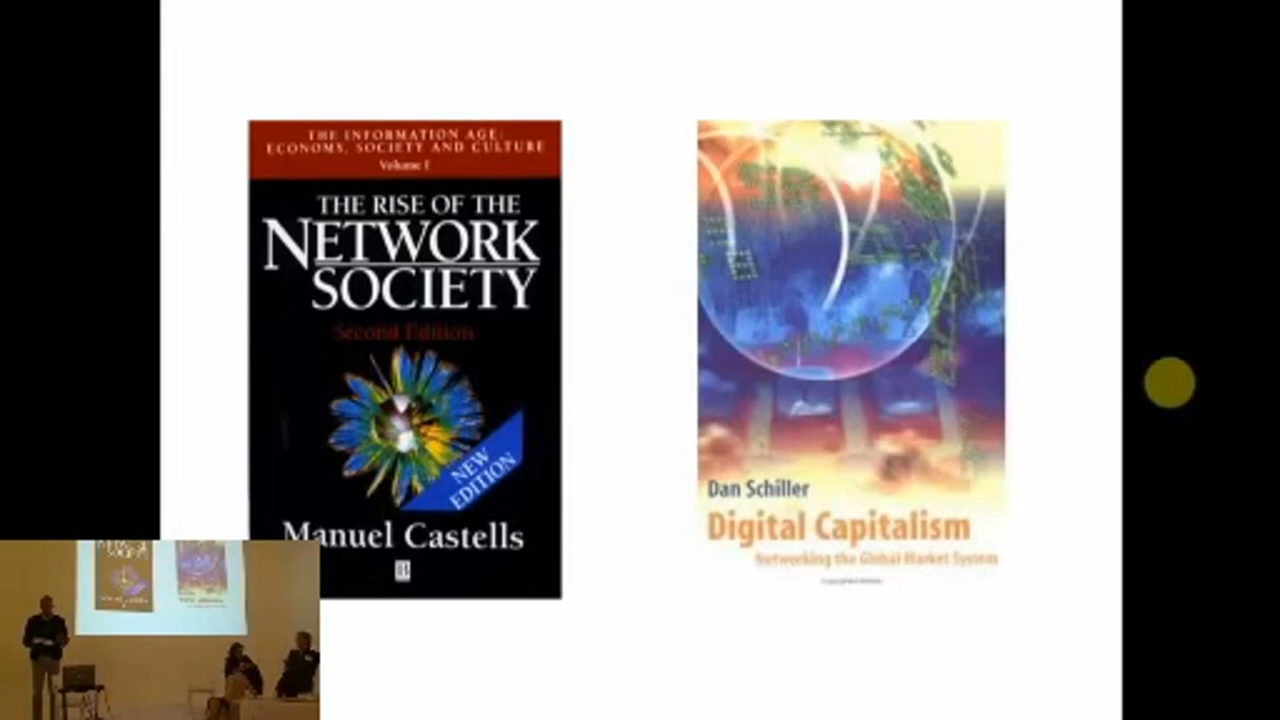 THE INFORMATION AGE:
ECONOMY, SOCIETY AND CULTURE
Volume I
THE RISE OF THE
NETWORK
SOCIETY
Second Edition
NEW
EDITION
Manuel Castells
B
Dan Schiller
Digital Capitalism
Networking the Global Market System